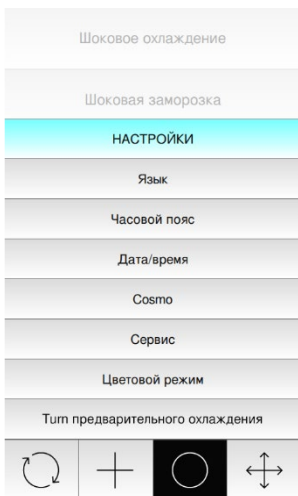 Шоковое охлаждение
Шоковая заморозка
НАСТРОЙКИ
Язык
Часовой пояс
Дата/время
Cosmo
Сервис
Цветовой режим
Turn предварительного охлаждения